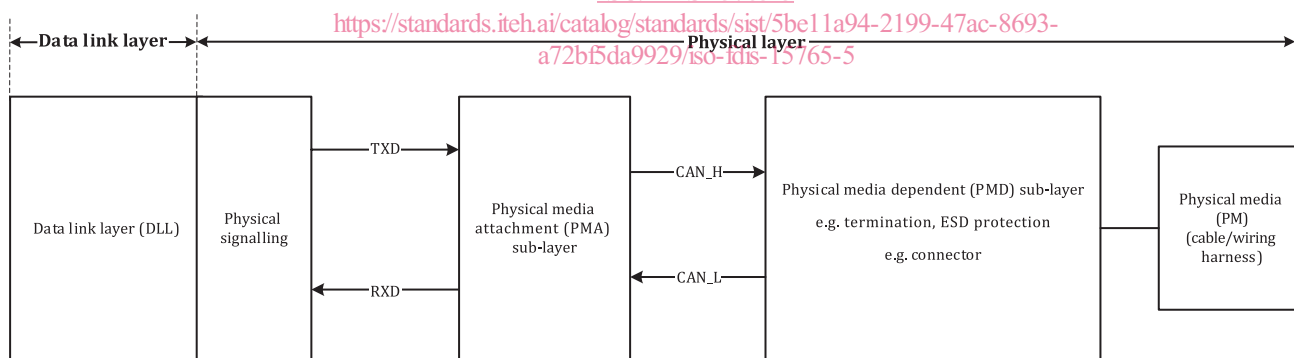 https://standards.iteh.ai/catalog/standards/sist/5be11a94-2199-47ac-8693-
a72bf5da9929/iso-fdis-15765-5
Data link layer
Physical layer
Data link layer (DLL)
Physical
signalling
TXD
RXD
Physical media
attachment (PMA)
sub-layer
CAN_H
CAN_L
Physical media dependent (PMD) sub-layer
e.g. termination, ESD protection
e.g. connector
Physical media
(PM)
(cable/wiring
harness)